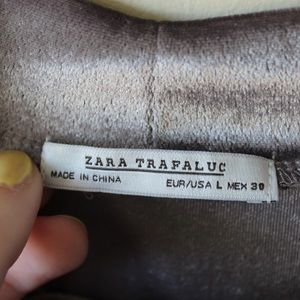 ZARA TRAFALUC
MADE IN CHINA EUR/USA L MEX 30